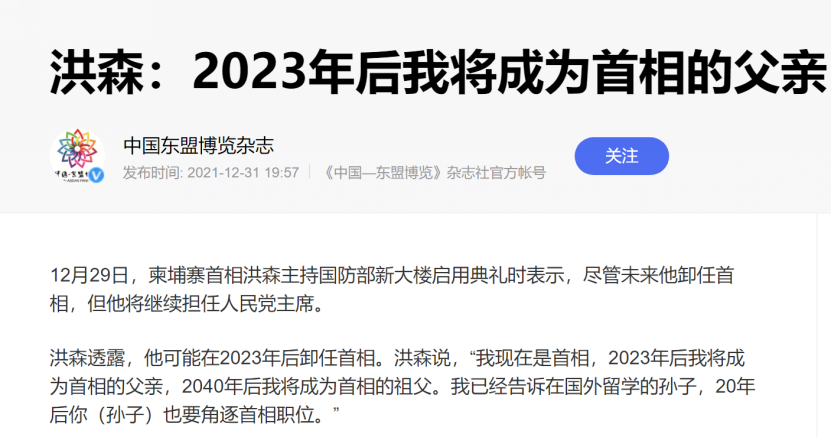 洪森：2023年后我将成为首相的父亲
中国东盟博览杂志
关注
发布时间: 2021-12-31 19:57 《中国—东盟博览》杂志社官方帐号
12月29日，柬埔寨首相洪森主持国防部新大楼启用典礼时表示，尽管未来他卸任首
相，但他将继续担任人民党主席。
洪森透露，他可能在2023年后卸任首相。洪森说，“我现在是首相，2023年后我将成
为首相的父亲，2040年后我将成为首相的祖父。我已经告诉在国外留学的孙子，20年
后你（孙子）也要角逐首相职位。”